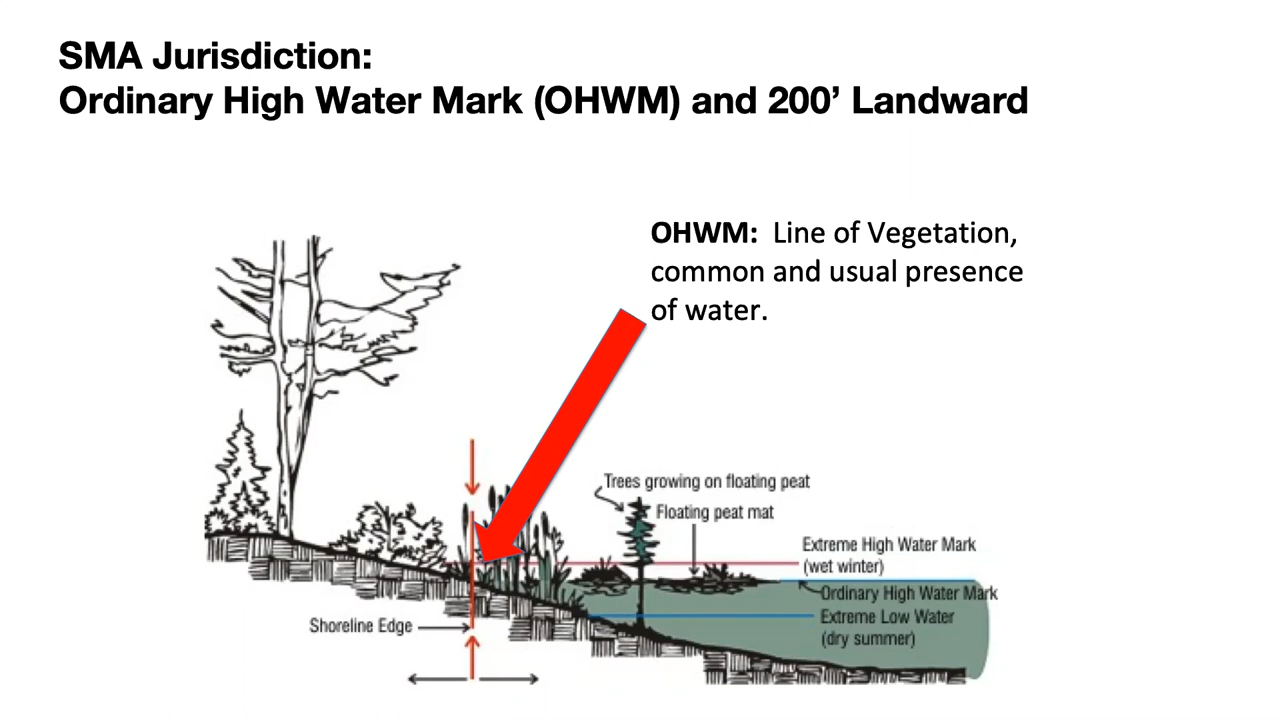 SMA Jurisdiction:
Ordinary High Water Mark (OHWM) and 200’ Landward
OHWM:  Line of Vegetation,
common and usual presence
of water.
Trees growing on floating peat
Floating peat mat
Extreme High Water Mark
(wet winter)
Ordinary High Water Mark
Extreme Low Water
(dry summer)
Shoreline Edge